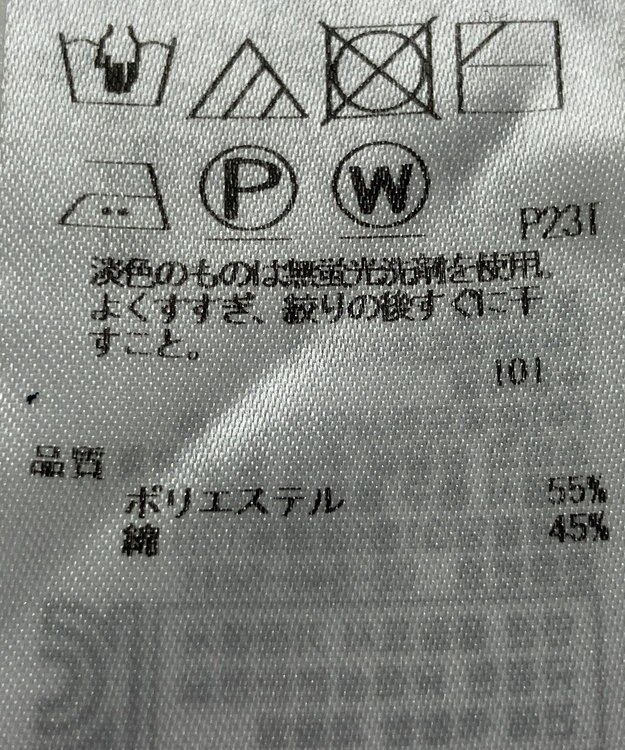 P W
P231
淡色のものは無蛍光洗剤を使用。
よくすすぎ、絞りの後すぐに干
すこと。
101
品質
ポリエステル 55%
綿 45%